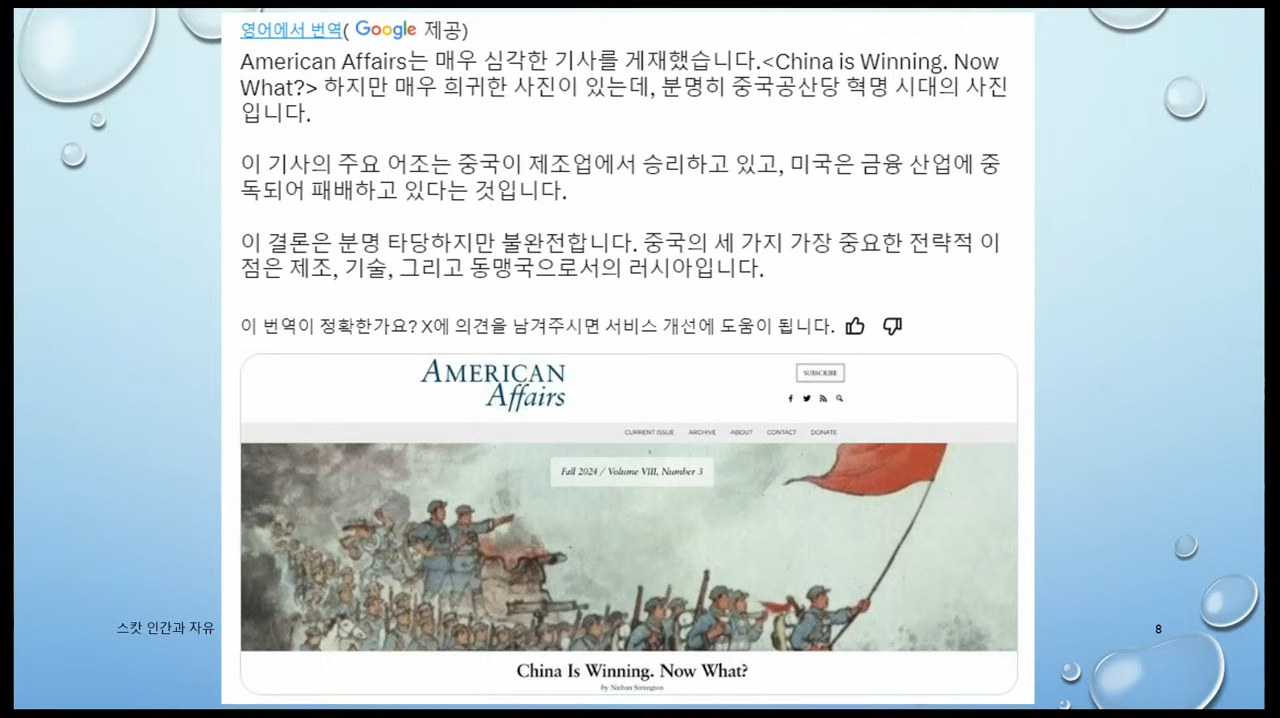 영어에서 번역( Google 제공)
American Affairs는 매우 심각한 기사를 게재했습니다.<China is Winning. Now
What?> 하지만 매우 희귀한 사진이 있는데, 분명히 중국공산당 혁명 시대의 사진
입니다.
이 기사의 주요 어조는 중국이 제조업에서 승리하고 있고, 미국은 금융 산업에 중
독되어 패배하고 있다는 것입니다.
이 결론은 분명 타당하지만 불완전합니다. 중국의 세 가지 가장 중요한 전략적 이
점은 제조, 기술, 그리고 동맹국으로서의 러시아입니다.
이 번역이 정확한가요? X에 의견을 남겨주시면 서비스 개선에 도움이 됩니다.
AMERICAN
Affairs
SUBSCRIBE
CURRENT ISSUE ARCHIVE ABOUT CONTACT DONATE
Fall 2024 / Volume VIII, Number 3
스캇 인간과 자유
8
China Is Winning. Now What?
by Nathan Simington